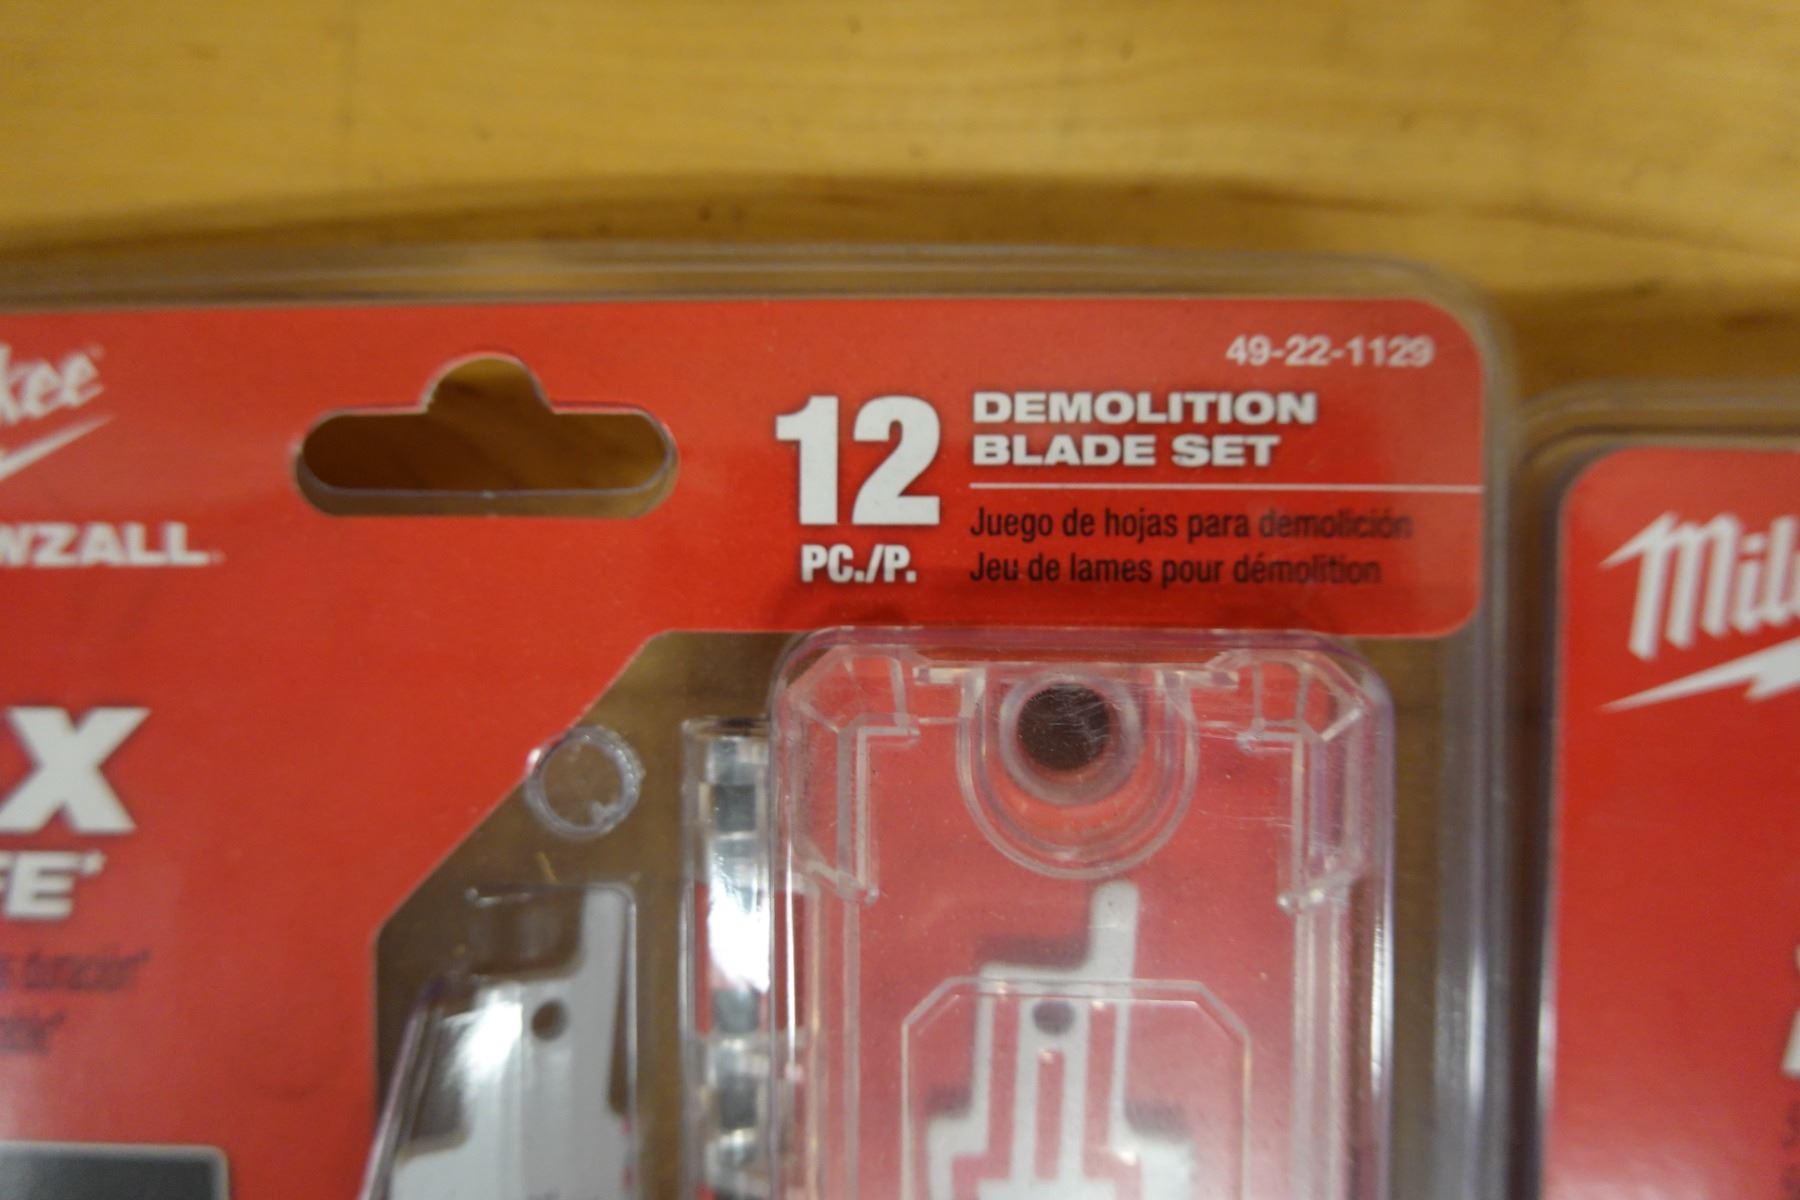 49-22-1129
kee
WZALL
12
PC./P.
DEMOLITION
BLADE SET
Juego de hojas para demolición
Jeu de lames pour démolition
X
FE
Mil